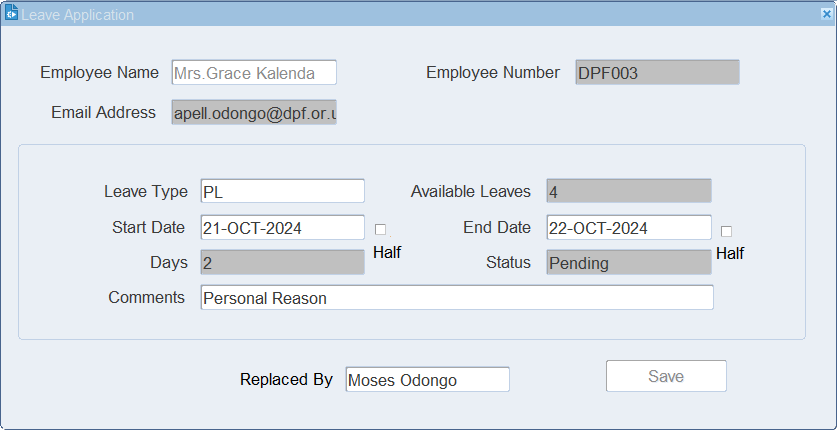 Leave Application
Employee Name Mrs.Grace Kalenda Employee Number DPF003
Email Address apell.odongo@dpf.or.u
Leave Type PL Available Leaves 4
Start Date 21-OCT-2024 End Date 22-OCT-2024
Half Half
Days 2 Status Pending
Comments Personal Reason
Replaced By Moses Odongo Save